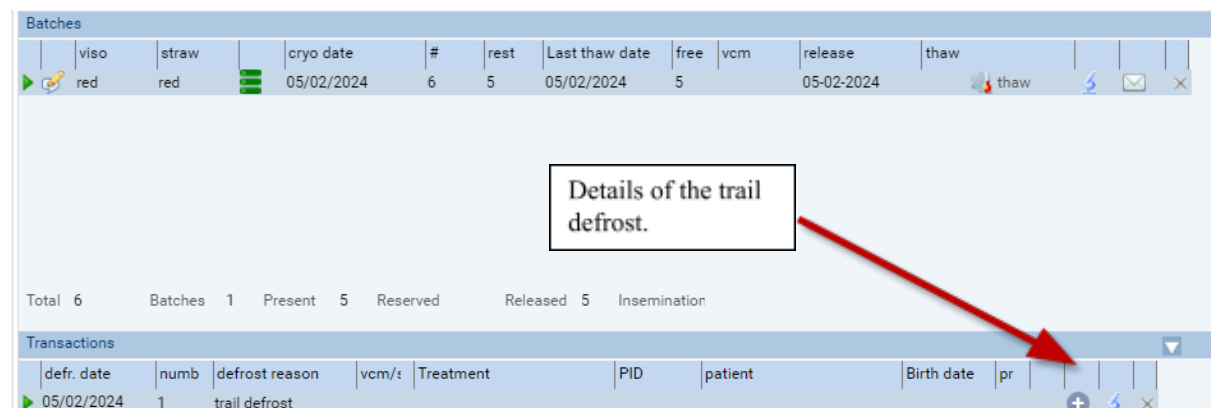 Batches
viso straw cryo date # rest Last thaw date free vcm release thaw
red red 05/02/2024 6 5 05/02/2024 5 05-02-2024 thaw
Details of the trail
defrost.
Total 6 Batches 1 Present 5 Reserved Released 5 Insemination
Transactions
defr. date numb defrost reason vcm/s Treatment PID patient Birth date pr
05/02/2024 1 trail defrost